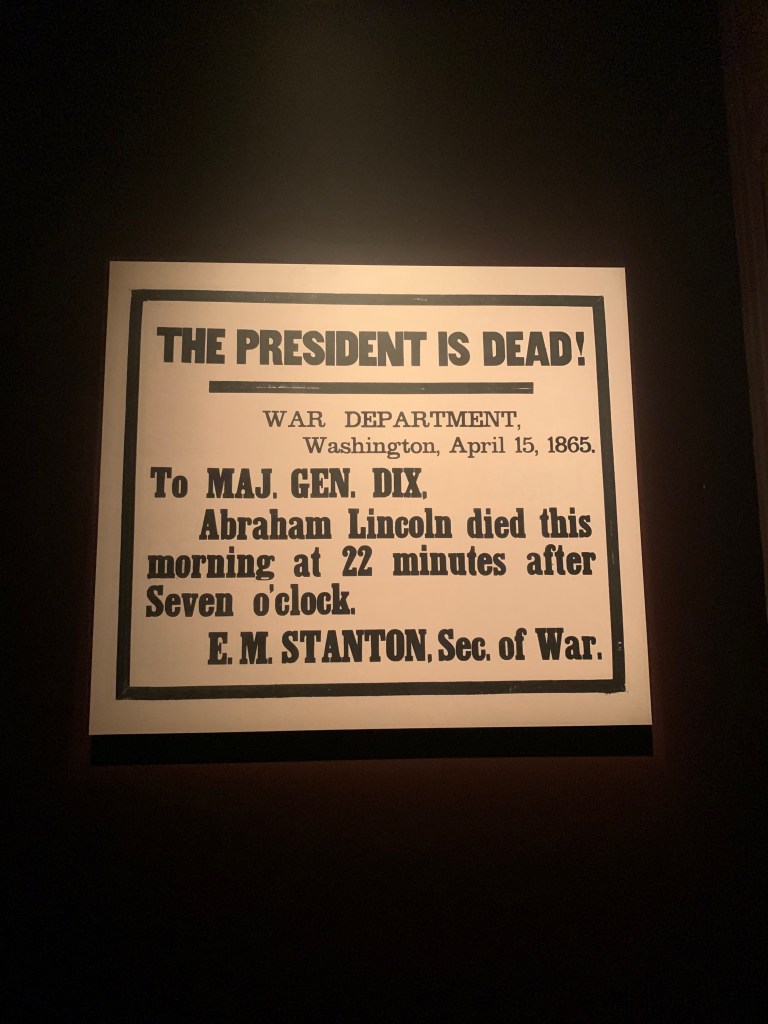 THE PRESIDENT IS DEAD!
WAR DEPARTMENT,
Washington, April 15, 1865.
To MAJ. GEN. DIX,
Abraham Lincoln died this
morning at 22 minutes after
Seven o'clock.
E. M. STANTON, Sec. of War.